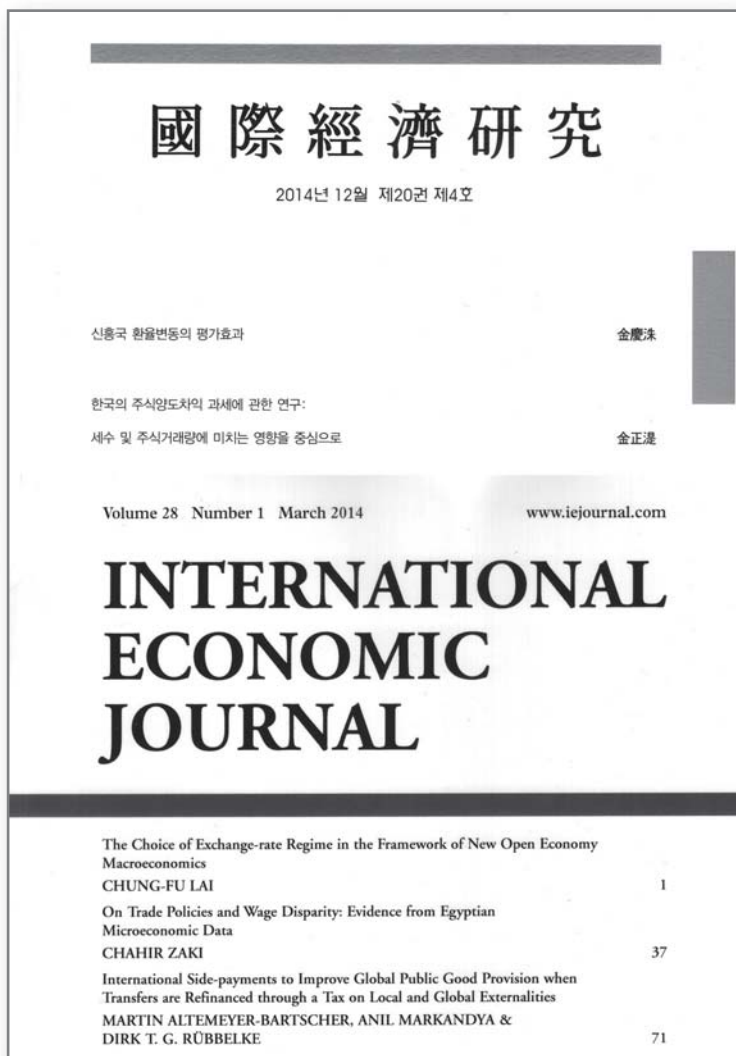 國際經濟研究
2014년 12월 제20권 제4호
신흥국 환율변동의 평가효과 金慶洙
한국의 주식양도차익 과세에 관한 연구:
세수 및 주식거래량에 미치는 영향을 중심으로 金正湜
Volume 28 Number 1 March 2014 www.iejournal.com
INTERNATIONAL
ECONOMIC
JOURNAL
The Choice of Exchange-rate Regime in the Framework of New Open Economy
Macroeconomics
CHUNG-FU LAI 1
On Trade Policies and Wage Disparity: Evidence from Egyptian
Microeconomic Data
CHAHIR ZAKI 37
International Side-payments to Improve Global Public Good Provision when
Transfers are Refinanced through a Tax on Local and Global Externalities
MARTIN ALTEMEYER-BARTSCHER, ANIL MARKANDYA &
DIRK T. G. RÜBBELKE 71